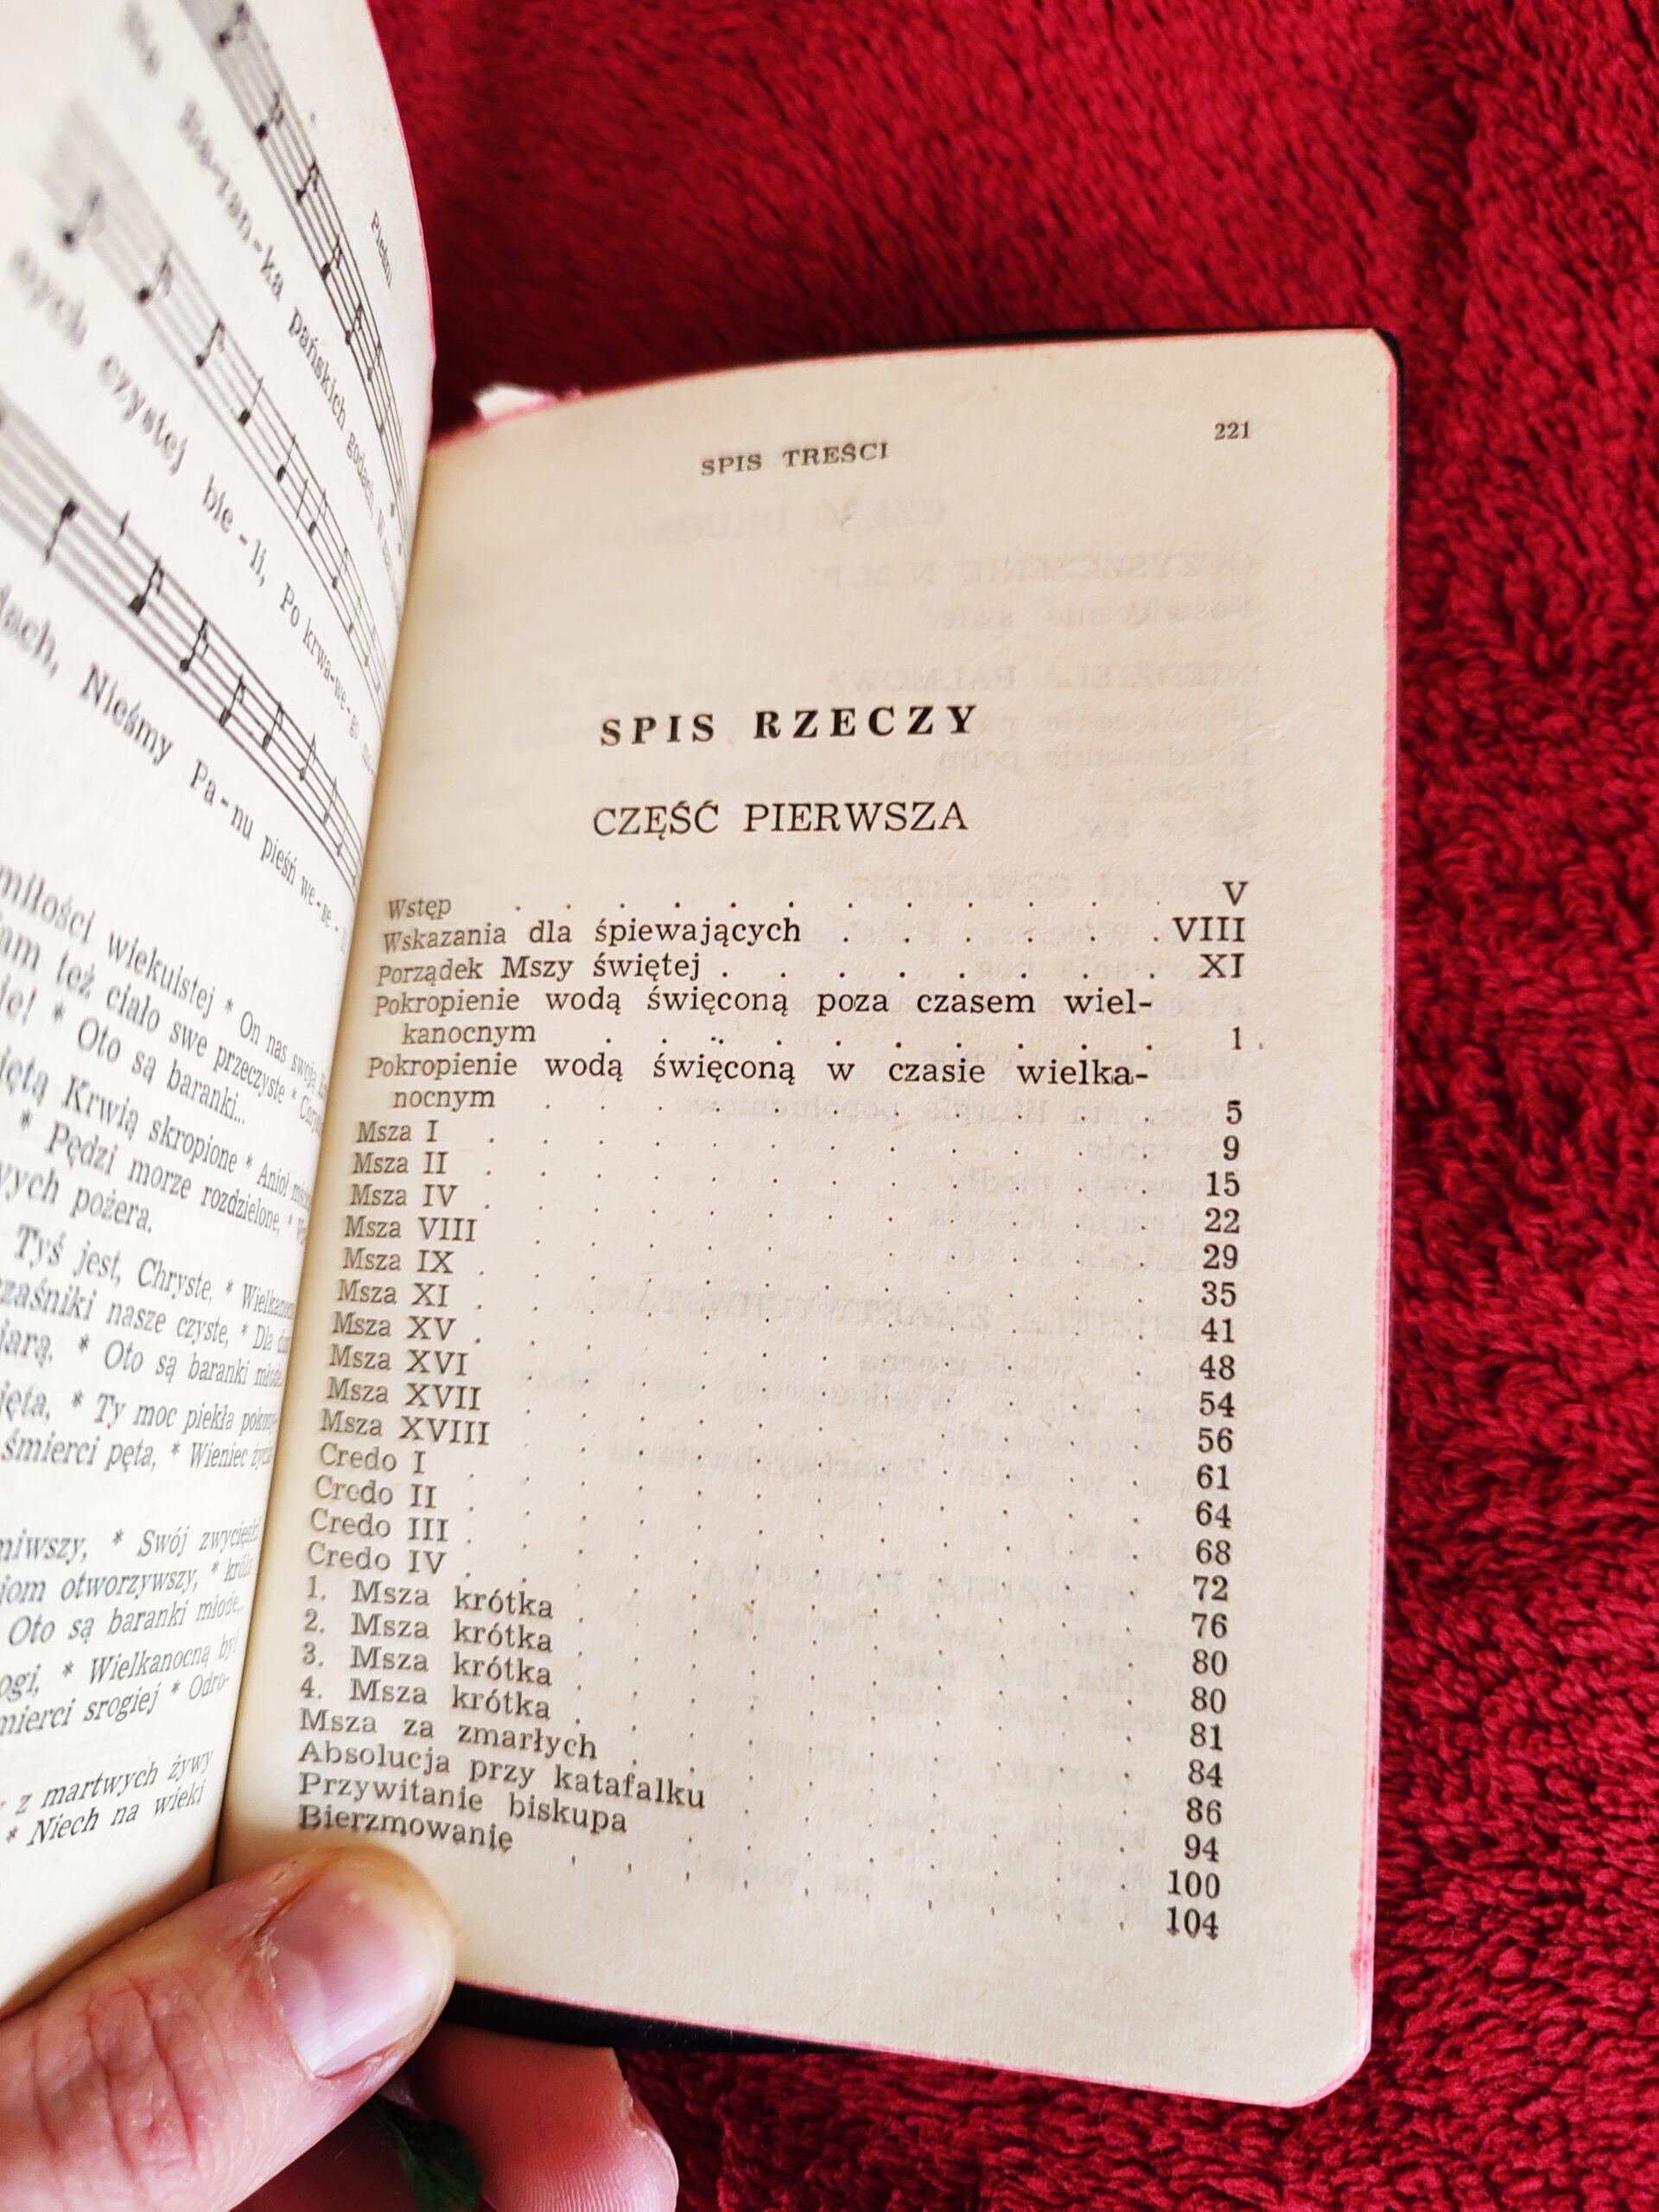 Ba-ran-ka pańskich godach, W
czystej bie-li, Po krwa-we-go
Nieśmy Pa-nu pieśń we-se-
miłości wiekuistej * On nas swoją
też ciało swe przeczyste *
* Oto są baranki...
Krwią skropione * Anioł
* Pędzi morze rozdzielone, *
pożera.
Tyś jest, Chryste, *
nasze czyste, * Dla
* Oto są baranki młode
* Ty moc piekła
śmierci pęta, * Wieniec
* Swój
otworzywszy, *
Oto są baranki młode..
* Wielkanocną był
srogiej * Odro-
z martwych żywy
* Niech na wieki
SPIS TREŚCI 221
SPIS RZECZY
CZĘŚĆ PIERWSZA
Wstęp . . . . . . . . . . . . V
Wskazania dla śpiewających . . . . . . VIII
Porządek Mszy świętej . . . . . . . . XI
Pokropienie wodą święconą poza czasem wiel-
kanocnym . . . . . . . . . . 1
Pokropienie wodą święconą w czasie wielka-
nocnym . . . . . . . . . . . 5
Msza I . . . . . . . . . . . . 9
Msza II . . . . . . . . . . . . 15
Msza IV . . . . . . . . . . . . 22
Msza VIII . . . . . . . . . . . 29
Msza IX . . . . . . . . . . . . 35
Msza XI . . . . . . . . . . . . 41
Msza XV . . . . . . . . . . . . 48
Msza XVI . . . . . . . . . . . 54
Msza XVII . . . . . . . . . . . 56
Msza XVIII . . . . . . . . . . . 61
Credo I . . . . . . . . . . . . 64
Credo II . . . . . . . . . . . . 68
Credo III . . . . . . . . . . . . 72
Credo IV . . . . . . . . . . . . 76
1. Msza krótka . . . . . . . . . . 80
2. Msza krótka . . . . . . . . . . 80
3. Msza krótka . . . . . . . . . . 81
4. Msza krótka . . . . . . . . . . 84
Msza za zmarłych . . . . . . . . . 86
Absolucja przy katafalku . . . . . . . 94
Przywitanie biskupa . . . . . . . . 100
Bierzmowanie . . . . . . . . . . 104